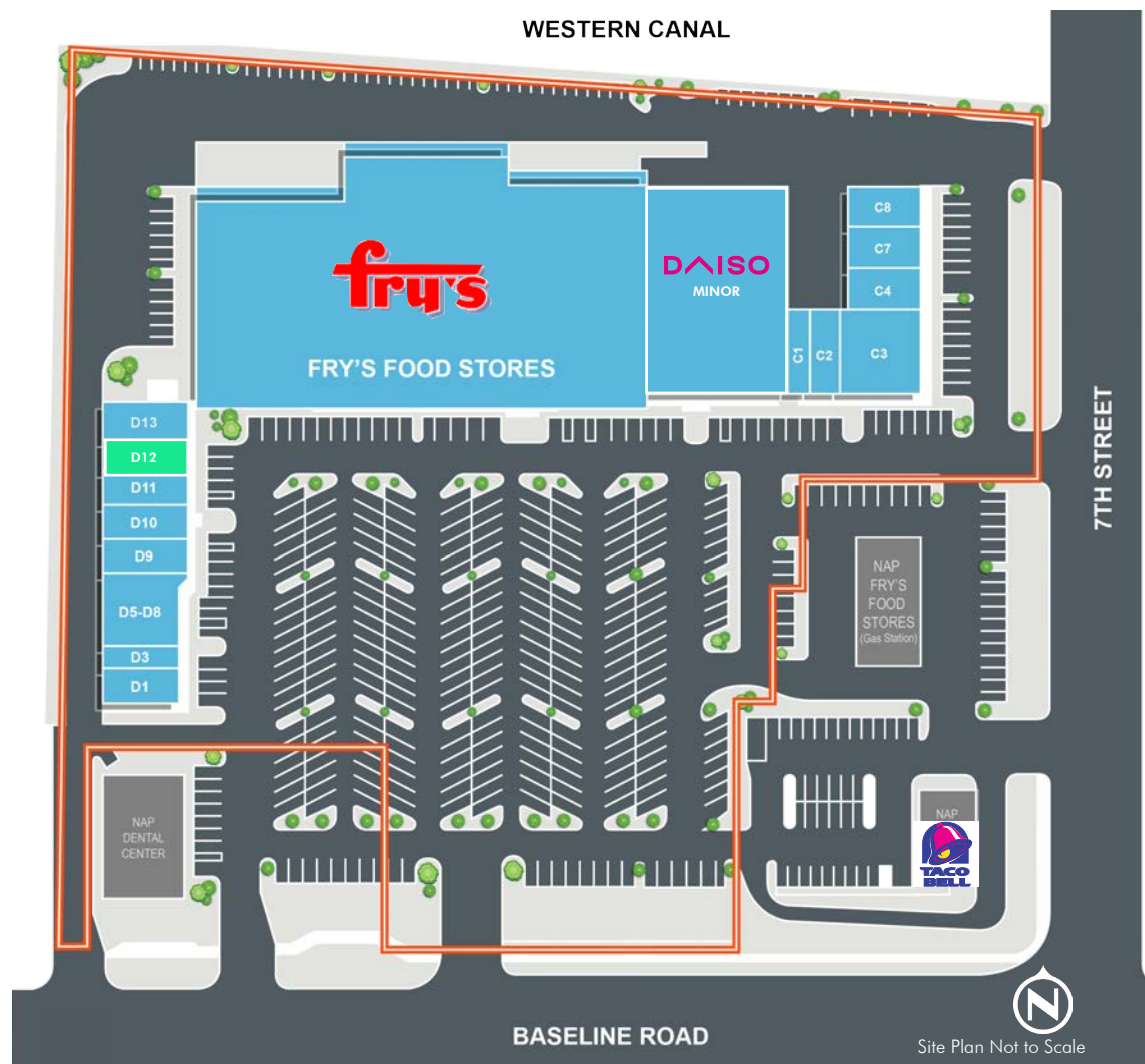 WESTERN CANAL
fry's
FRY'S FOOD STORES
DAISO
MINOR
C8
C7
C4
C1
C2
C3
7TH STREET
D13
D12
D11
D10
D9
D5-D8
D3
D1
NAP
FRY'S
FOOD
STORES
(Gas Station)
NAP
DENTAL
CENTER
NAP
TACO
BELL
BASELINE ROAD
N
Site Plan Not to Scale